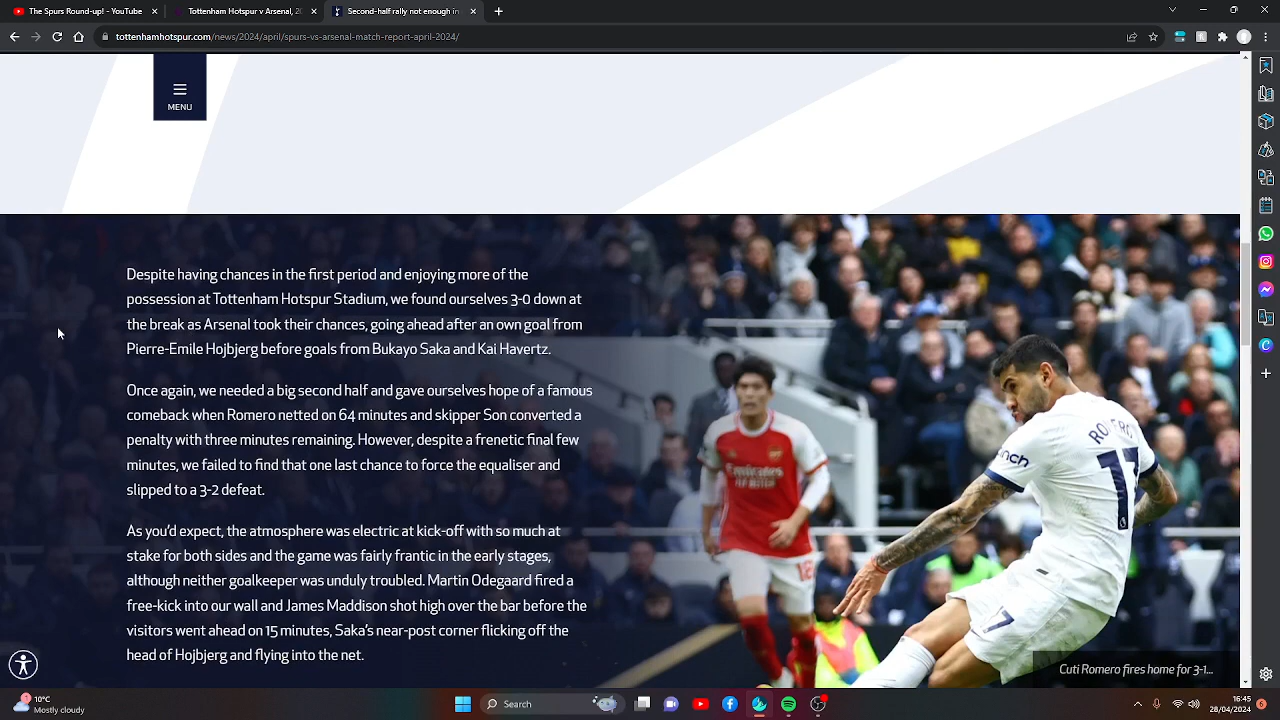 The Spurs Round-up - YouTube
Tottenham Hotspur v Arsenal, 20
Second-half rally not enough in
tottenhamhotspur.com/news/2024/april/spurs-vs-arsenal-match-report-april-2024/
MENU
Despite having chances in the first period and enjoying more of the
possession at Tottenham Hotspur Stadium, we found ourselves 3-0 down at
the break as Arsenal took their chances, going ahead after an own goal from
Pierre-Emile Hojbjerg before goals from Bukayo Saka and Kai Havertz.
Once again, we needed a big second half and gave ourselves hope of a famous
comeback when Romero netted on 64 minutes and skipper Son converted a
penalty with three minutes remaining. However, despite a frenetic final few
minutes, we failed to find that one last chance to force the equaliser and
slipped to a 3-2 defeat.
As you'd expect, the atmosphere was electric at kick-off with so much at
stake for both sides and the game was fairly frantic in the early stages,
although neither goalkeeper was unduly troubled. Martin Odegaard fired a
free-kick into our wall and James Maddison shot high over the bar before the
visitors went ahead on 15 minutes, Saka's near-post corner flicking off the
head of Hojbjerg and flying into the net.
ROMERO
17
17
18
Cuti Romero fires home for 3-1...
10°C
Mostly cloudy
Search
16:45
28/04/2024